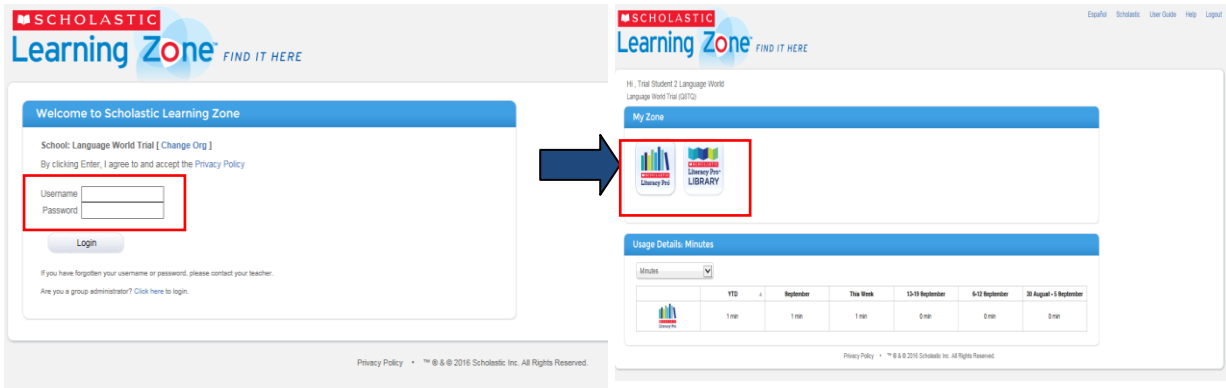 SCHOLASTIC
Learning Zone™ FIND IT HERE
Welcome to Scholastic Learning Zone
School: Language World Trial [ Change Org ]
By clicking Enter, I agree to and accept the Privacy Policy
Username
Password
Login
If you have forgotten your username or password, please contact your teacher.
Are you a group administrator? Click here to login.
Privacy Policy • ™ ® & © 2016 Scholastic Inc. All Rights Reserved.
Español Scholastic User Guide Help Logout
SCHOLASTIC
Learning Zone™ FIND IT HERE
Hi , Trial Student 2 Language World
Language World Trial (Q8TQ)
My Zone
SCHOLASTIC
Literacy Pro
SCHOLASTIC
Literacy Pro™
LIBRARY
Usage Details: Minutes
Minutes
YTD September This Week 13-19 September 6-12 September 30 August - 5 September
Literacy Pro
1 min 1 min 1 min 0 min 0 min 0 min
Privacy Policy • ™ ® & © 2016 Scholastic Inc. All Rights Reserved.